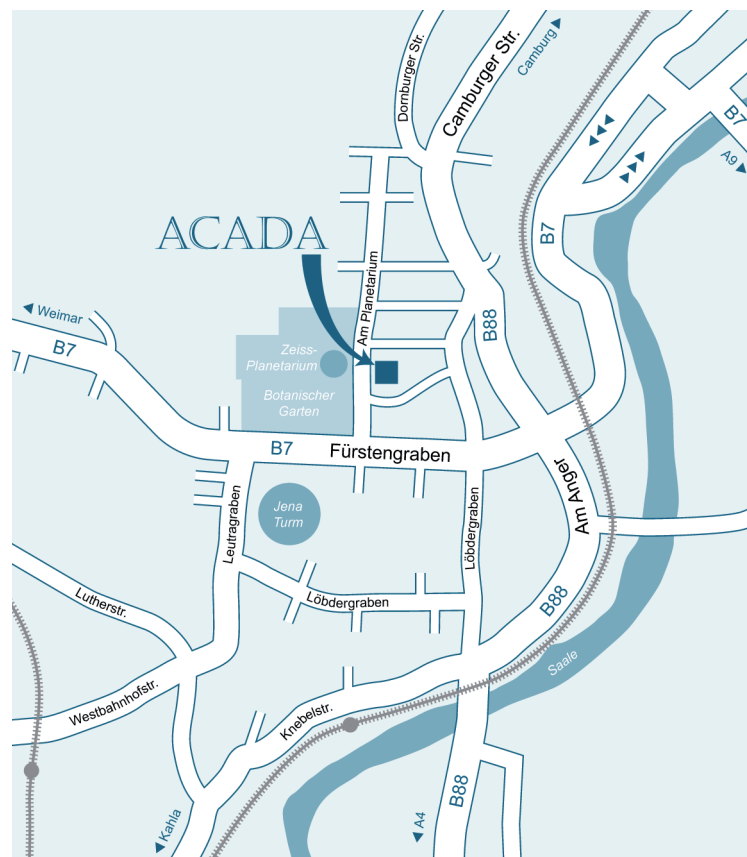 Dornburger Str.
Camburger Str.
Camburg
B7
A9
ACADA
Am Planetarium
B7
Weimar
B7
B88
Zeiss-
Planetarium
Botanischer
Garten
B7
Fürstengraben
Am Anger
Jena
Turm
Leutragraben
Löbdergraben
Löbdergraben
Lutherstr.
B88
Saale
Westbahnhofstr.
Knebelstr.
B88
Kahla
A4